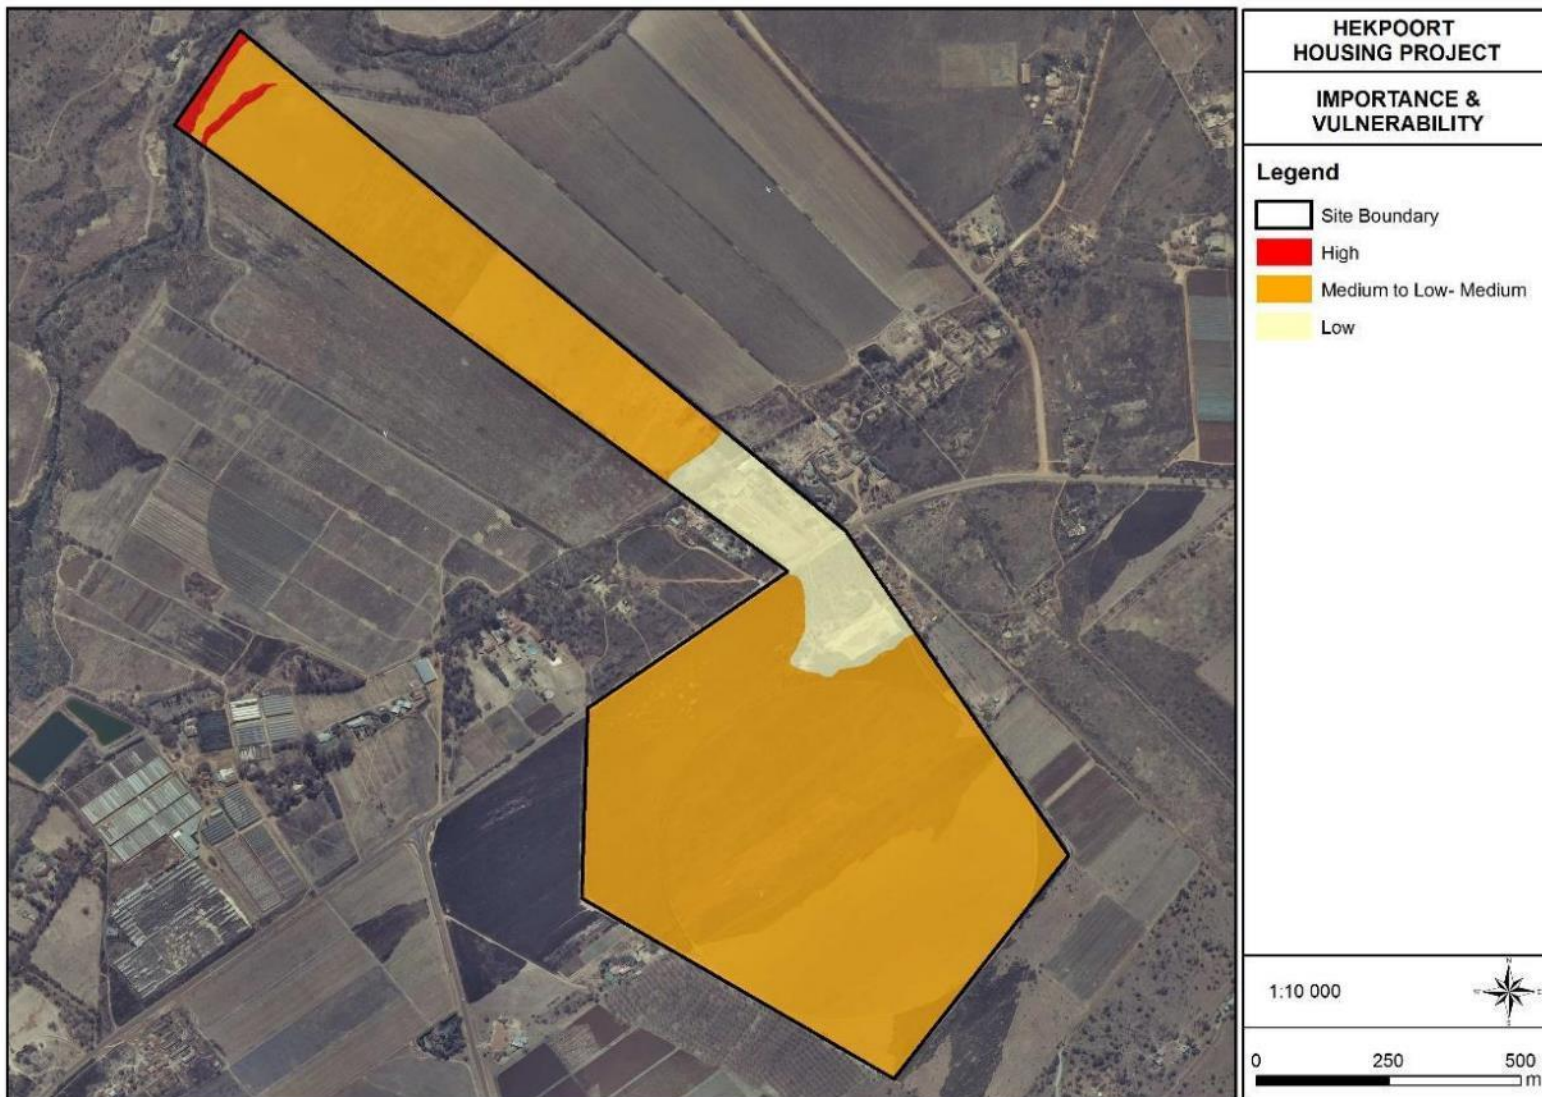 HEKPOORT
HOUSING PROJECT
IMPORTANCE &
VULNERABILITY
Legend
Site Boundary
High
Medium to Low- Medium
Low
1:10 000
N
0 250 500
m